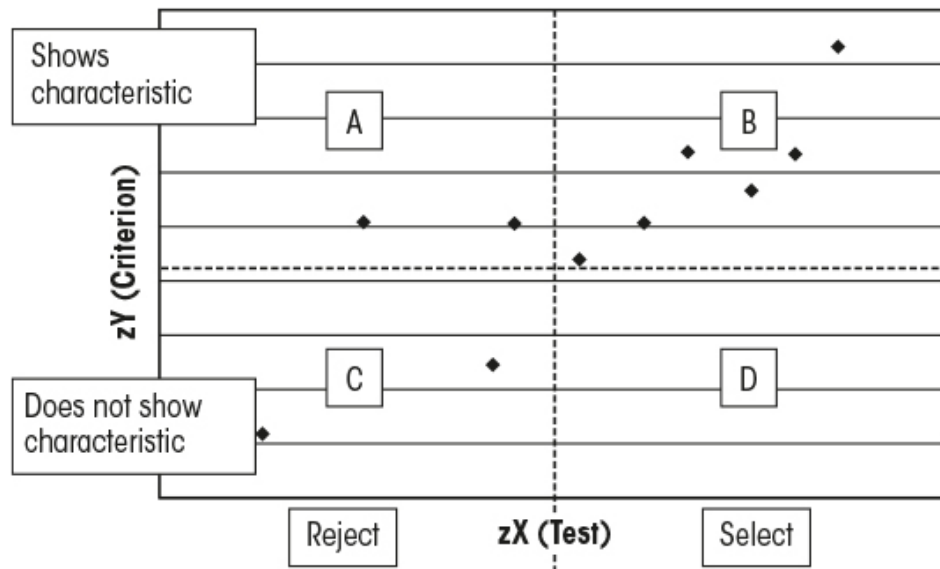 Shows
characteristic
A
B
zY (Criterion)
C
D
Does not show
characteristic
Reject
zX (Test)
Select